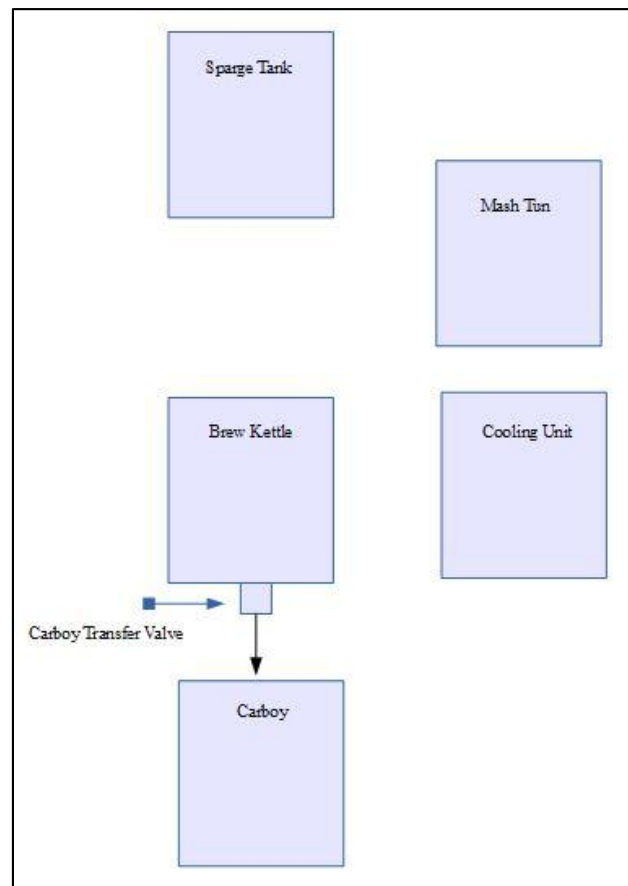 Sparge Tank
Mash Tun
Brew Kettle
Cooling Unit
Carboy Transfer Valve
Carboy